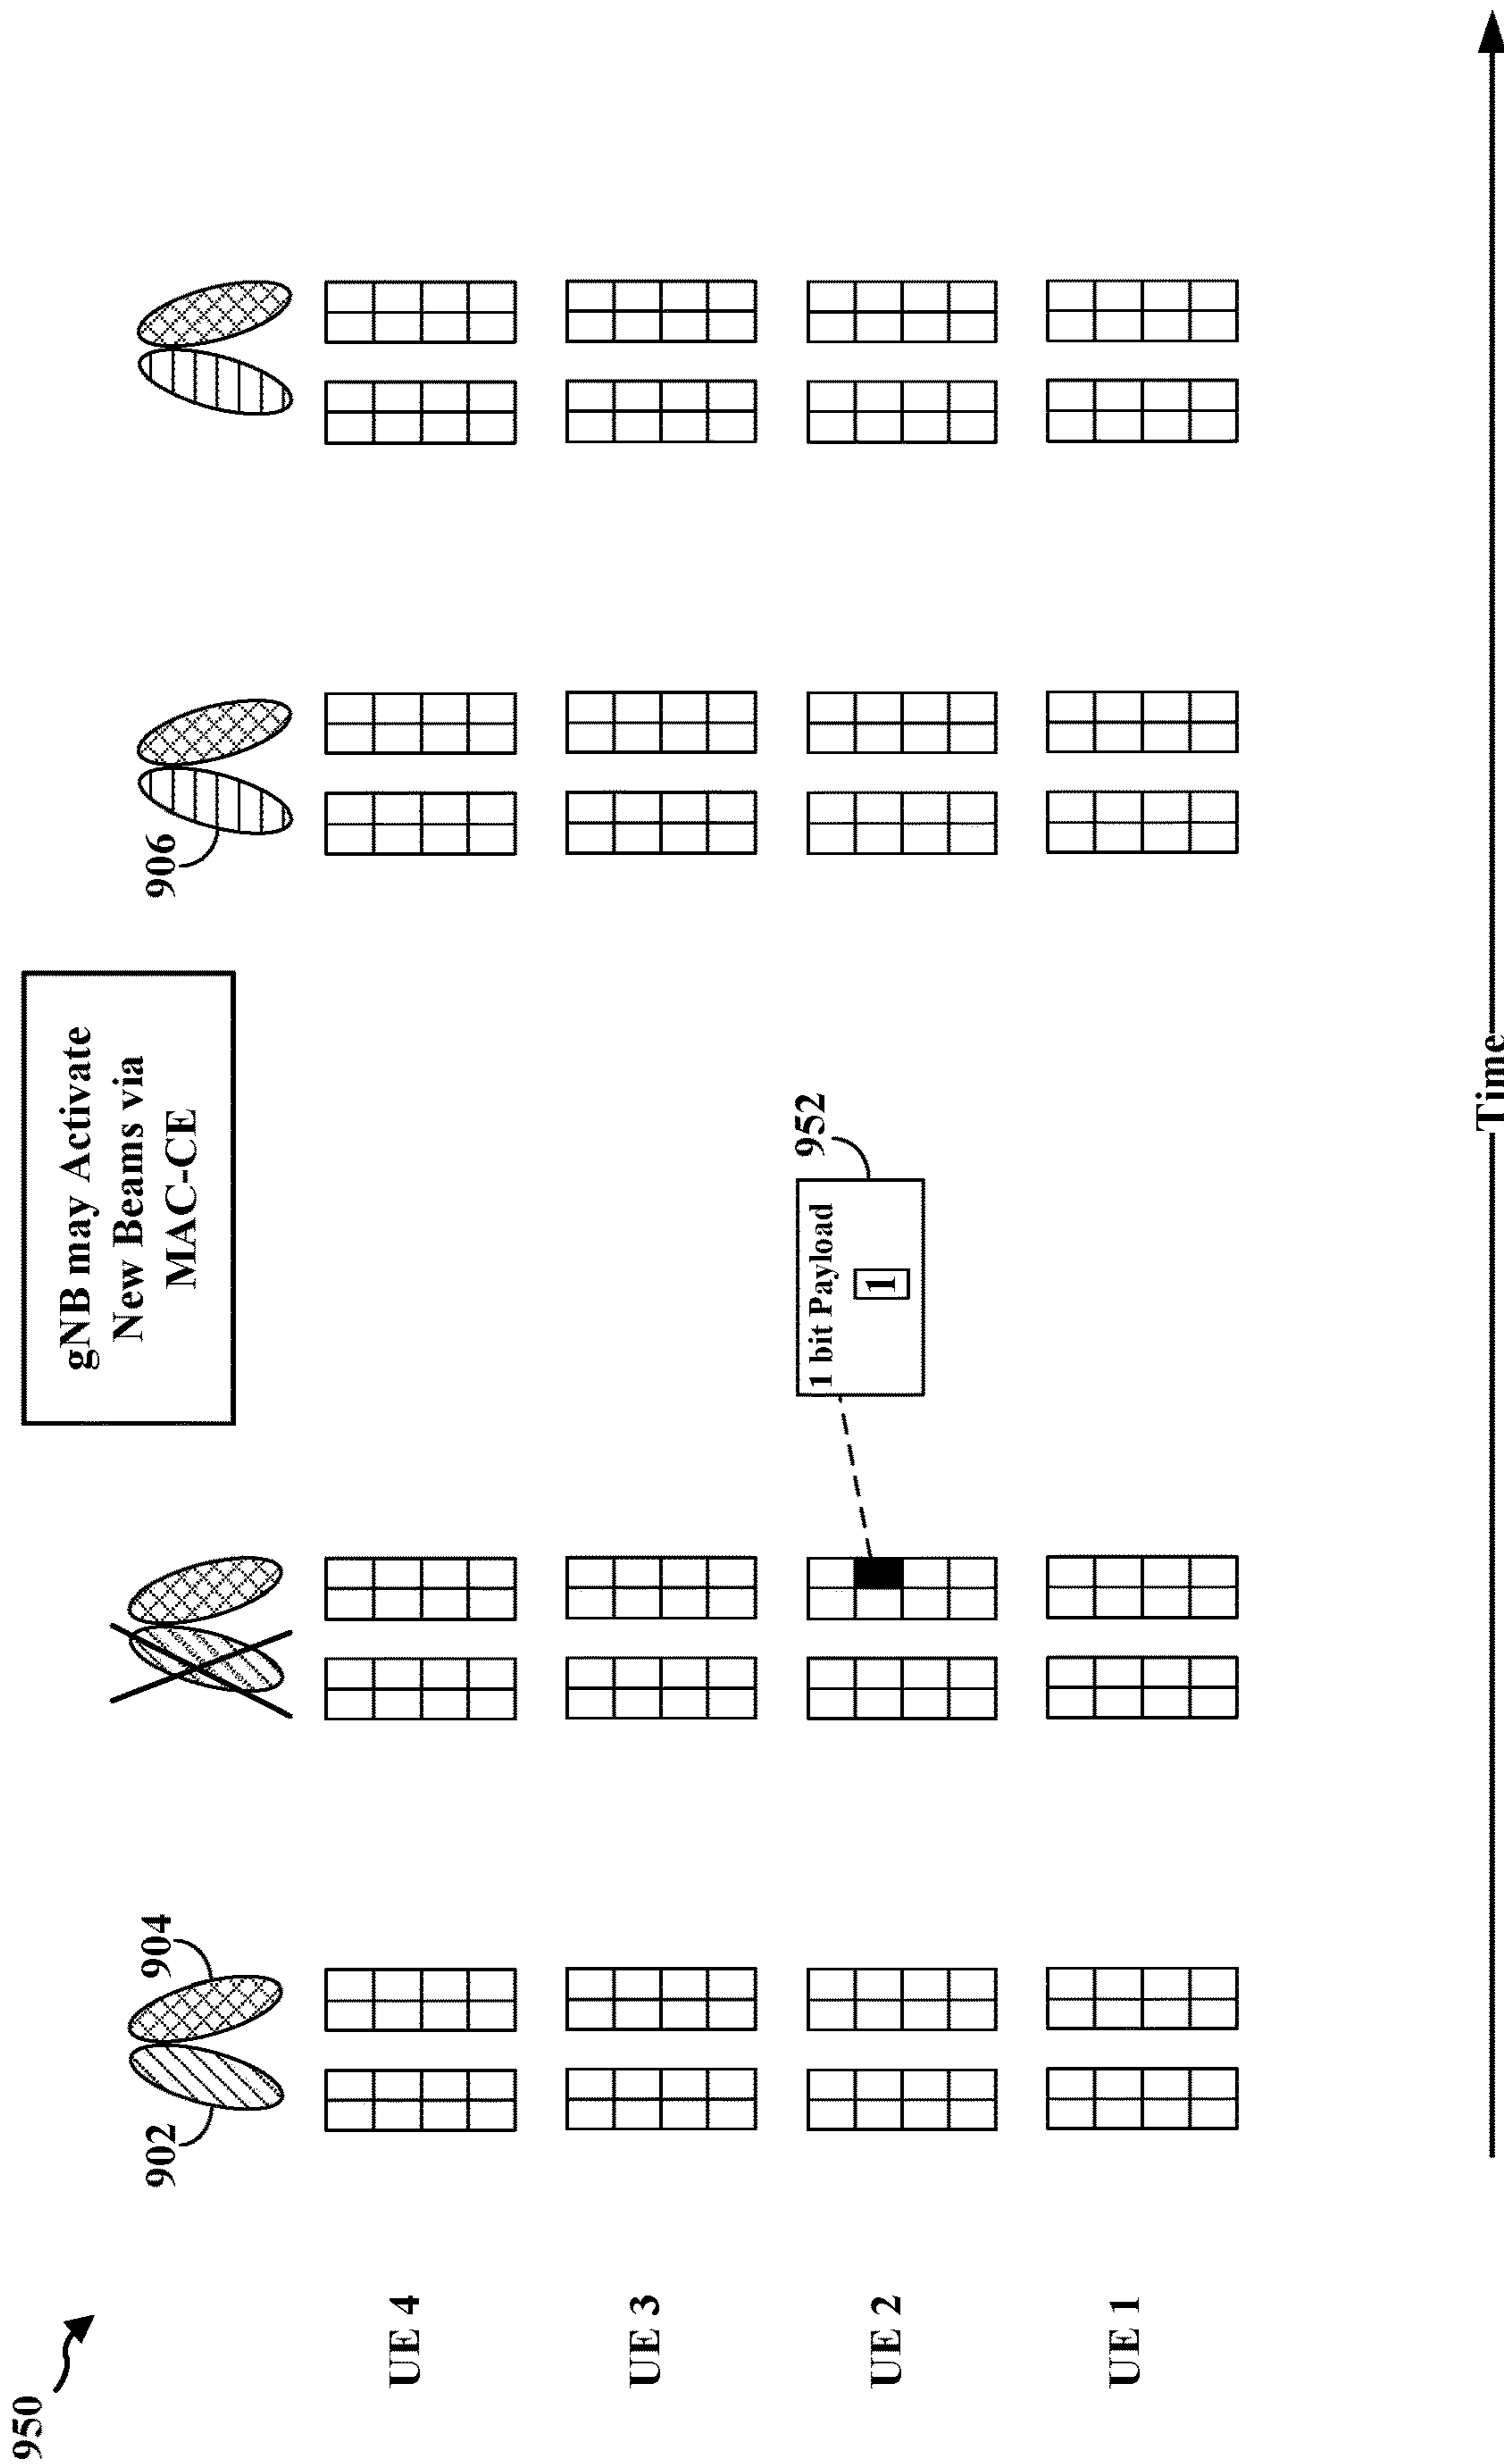 950
gNB may Activate
New Beams via
MAC-CE
902
904
906
UE 4
UE 3
UE 2
1 bit Payload
1
952
UE 1
Time